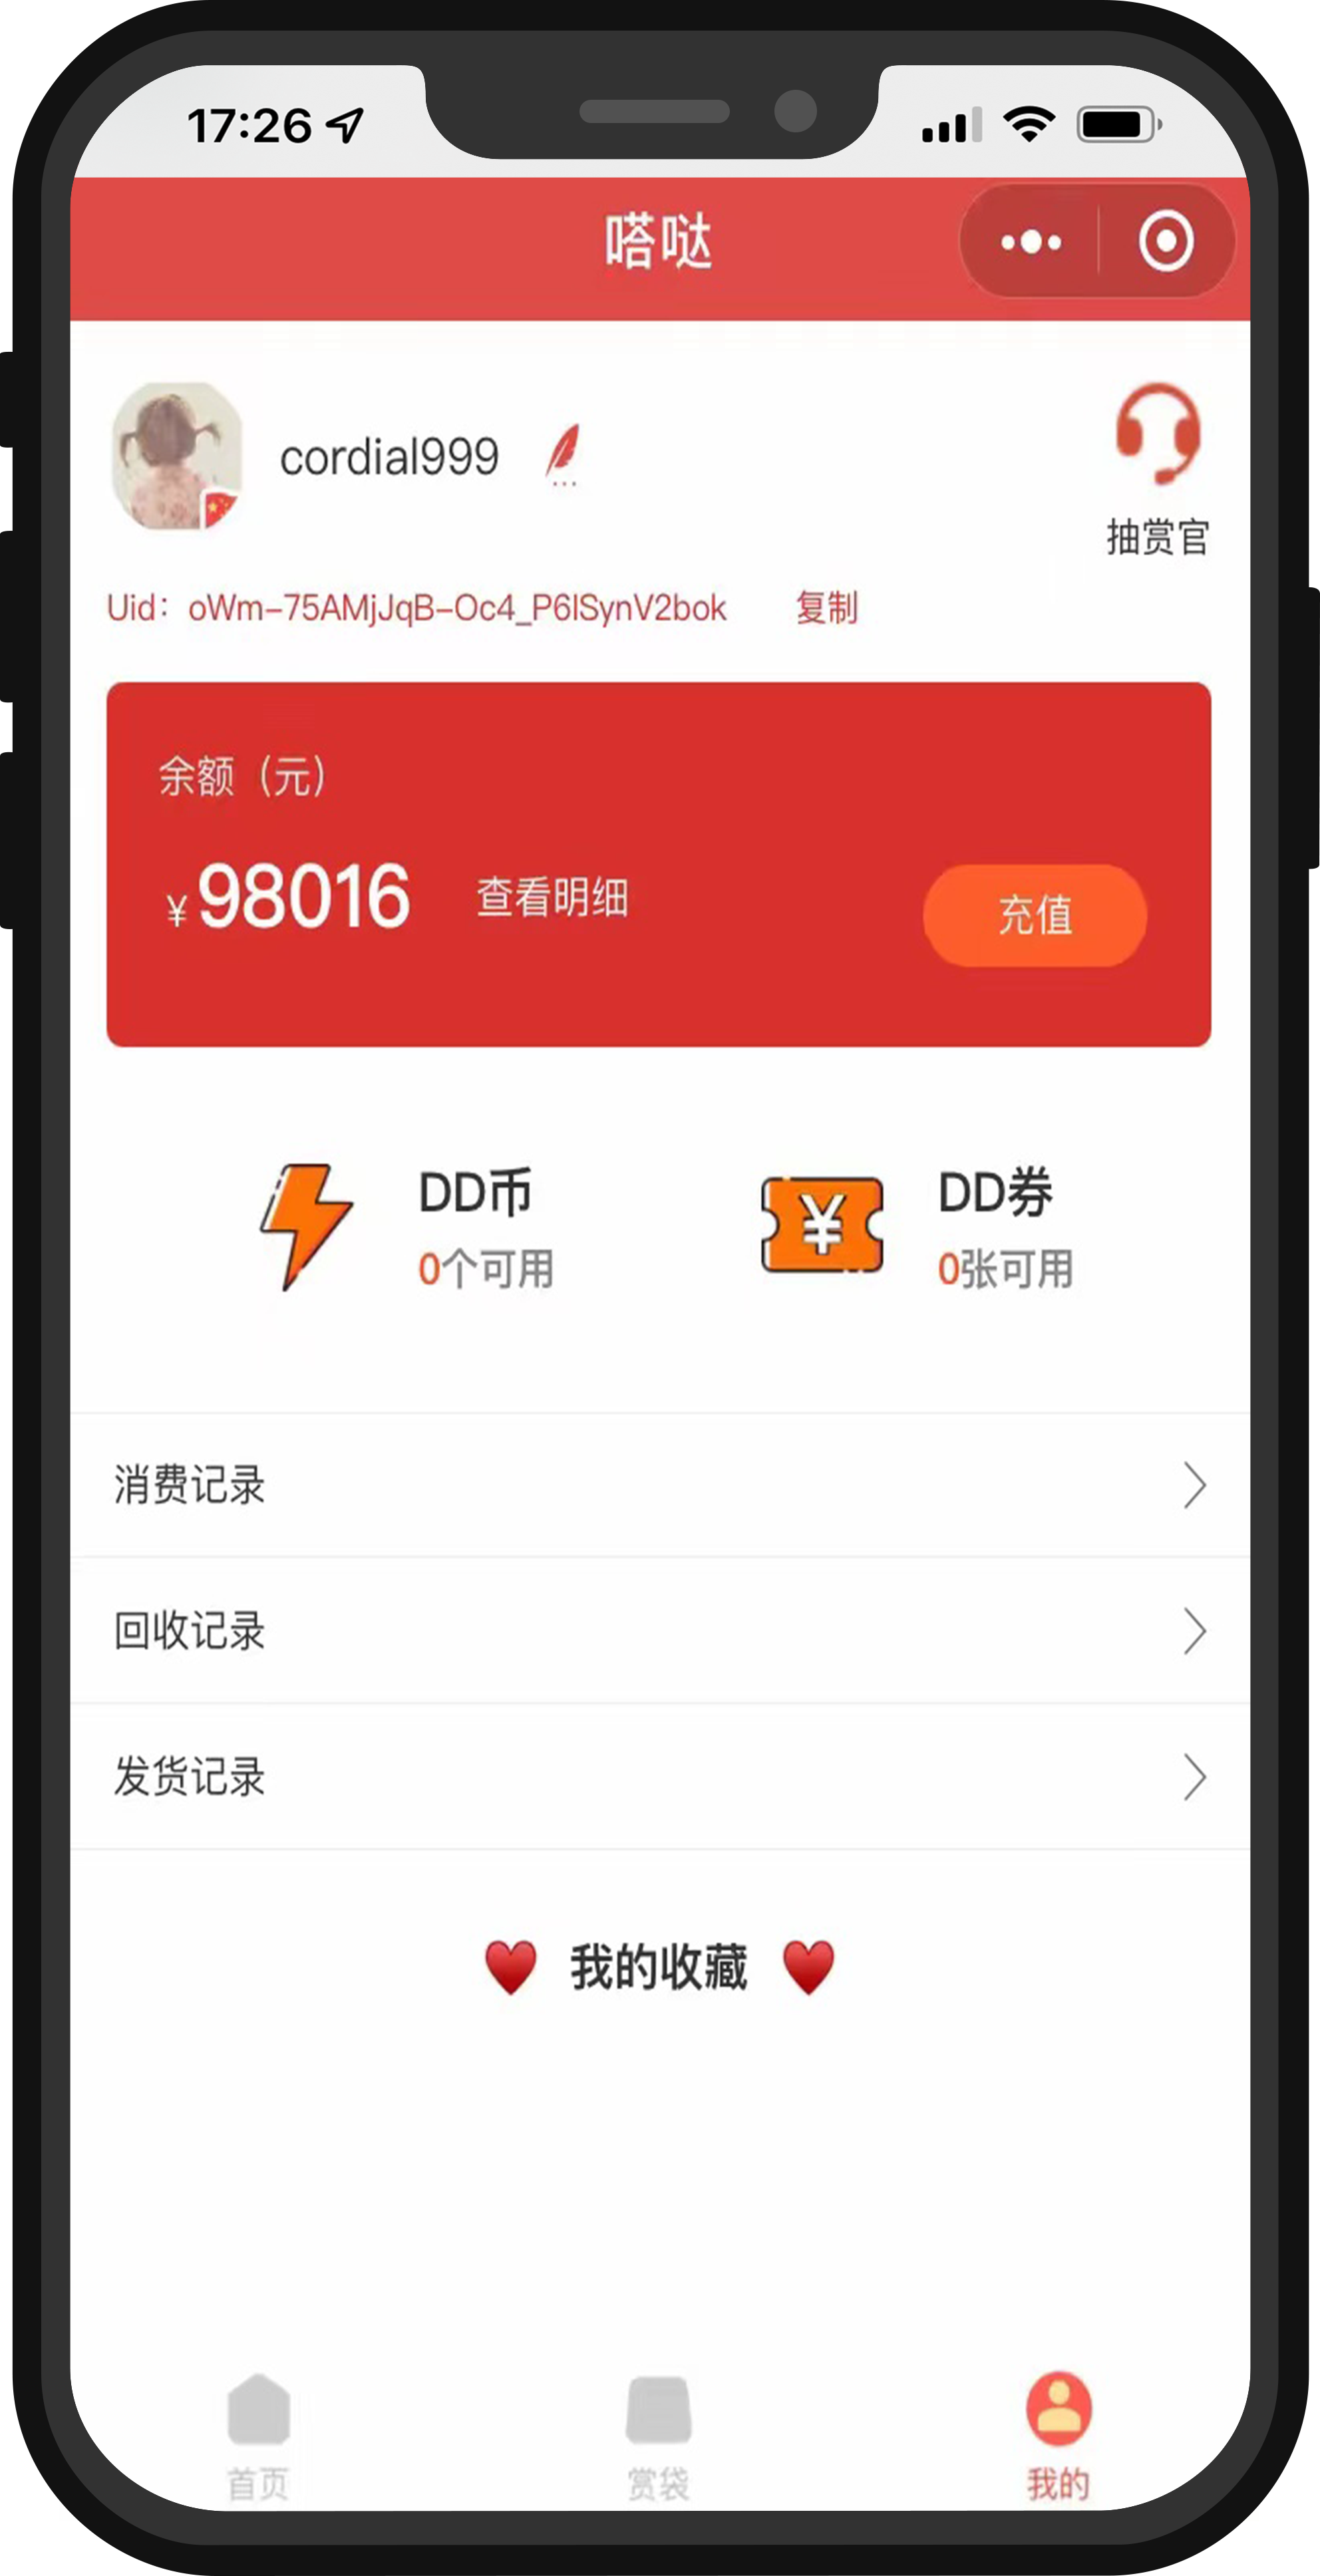 17:26
嗒哒
cordial999
抽赏官
Uid：oWm-75AMjJqB-Oc4_P6lSynV2bok 复制
余额（元）
¥98016 查看明细
充值
DD币
0个可用
DD券
0张可用
消费记录
回收记录
发货记录
我的收藏
首页
赏袋
我的